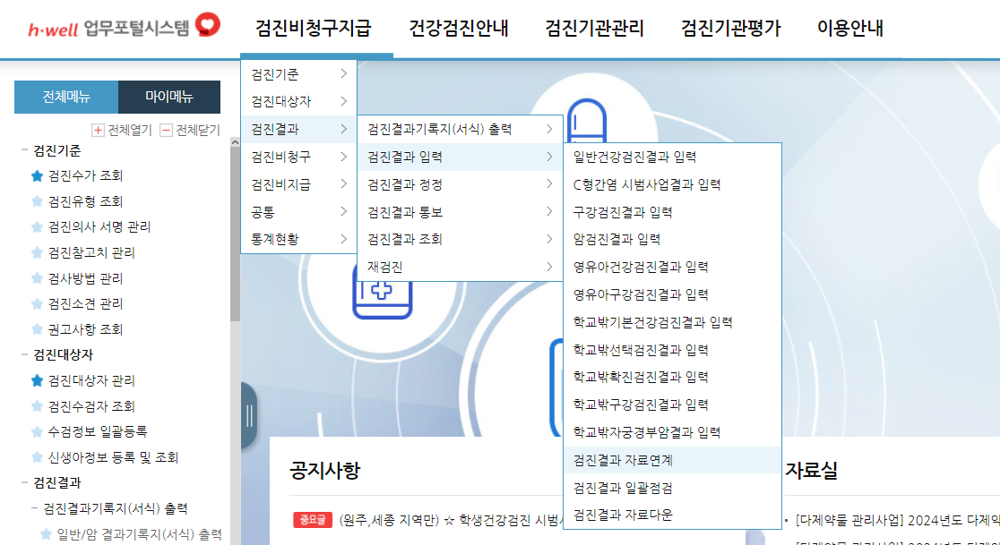 h·well 업무포털시스템
검진비청구지급 건강검진안내 검진기관관리 검진기관평가 이용안내
전체메뉴 마이메뉴
전체열기 전체닫기
검진기준
검진수가 조회
검진유형 조회
검진의사 서명 관리
검진참고치 관리
검사방법 관리
검진소견 관리
권고사항 조회
검진대상자
검진대상자 관리
검진수검자 조회
수검정보 일괄등록
신생아정보 등록 및 조회
검진결과
검진결과기록지(서식) 출력
일반/암 결과기록지(서식) 출력
검진기준
검진대상자
검진결과
검진비청구
검진비지급
공통
통계현황
검진결과기록지(서식) 출력
검진결과 입력
검진결과 정정
검진결과 통보
검진결과 조회
재검진
일반건강검진결과 입력
C형간염 시범사업결과 입력
구강검진결과 입력
암검진결과 입력
영유아건강검진결과 입력
영유아구강검진결과 입력
학교밖기본건강검진결과 입력
학교밖선택검진결과 입력
학교밖확진검진결과 입력
학교밖구강검진결과 입력
학교밖자궁경부암결과 입력
검진결과 자료연계
검진결과 일괄점검
검진결과 자료다운
공지사항
중요글 (원주,세종 지역만) ☆ 학생건강검진 시범
자료실
[다제약물 관리사업] 2024년도 다제약